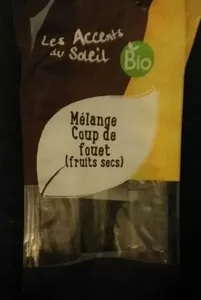 Les Accents
du Soleil
Bio
Mélange
Coup de
fouet
(fruits secs)